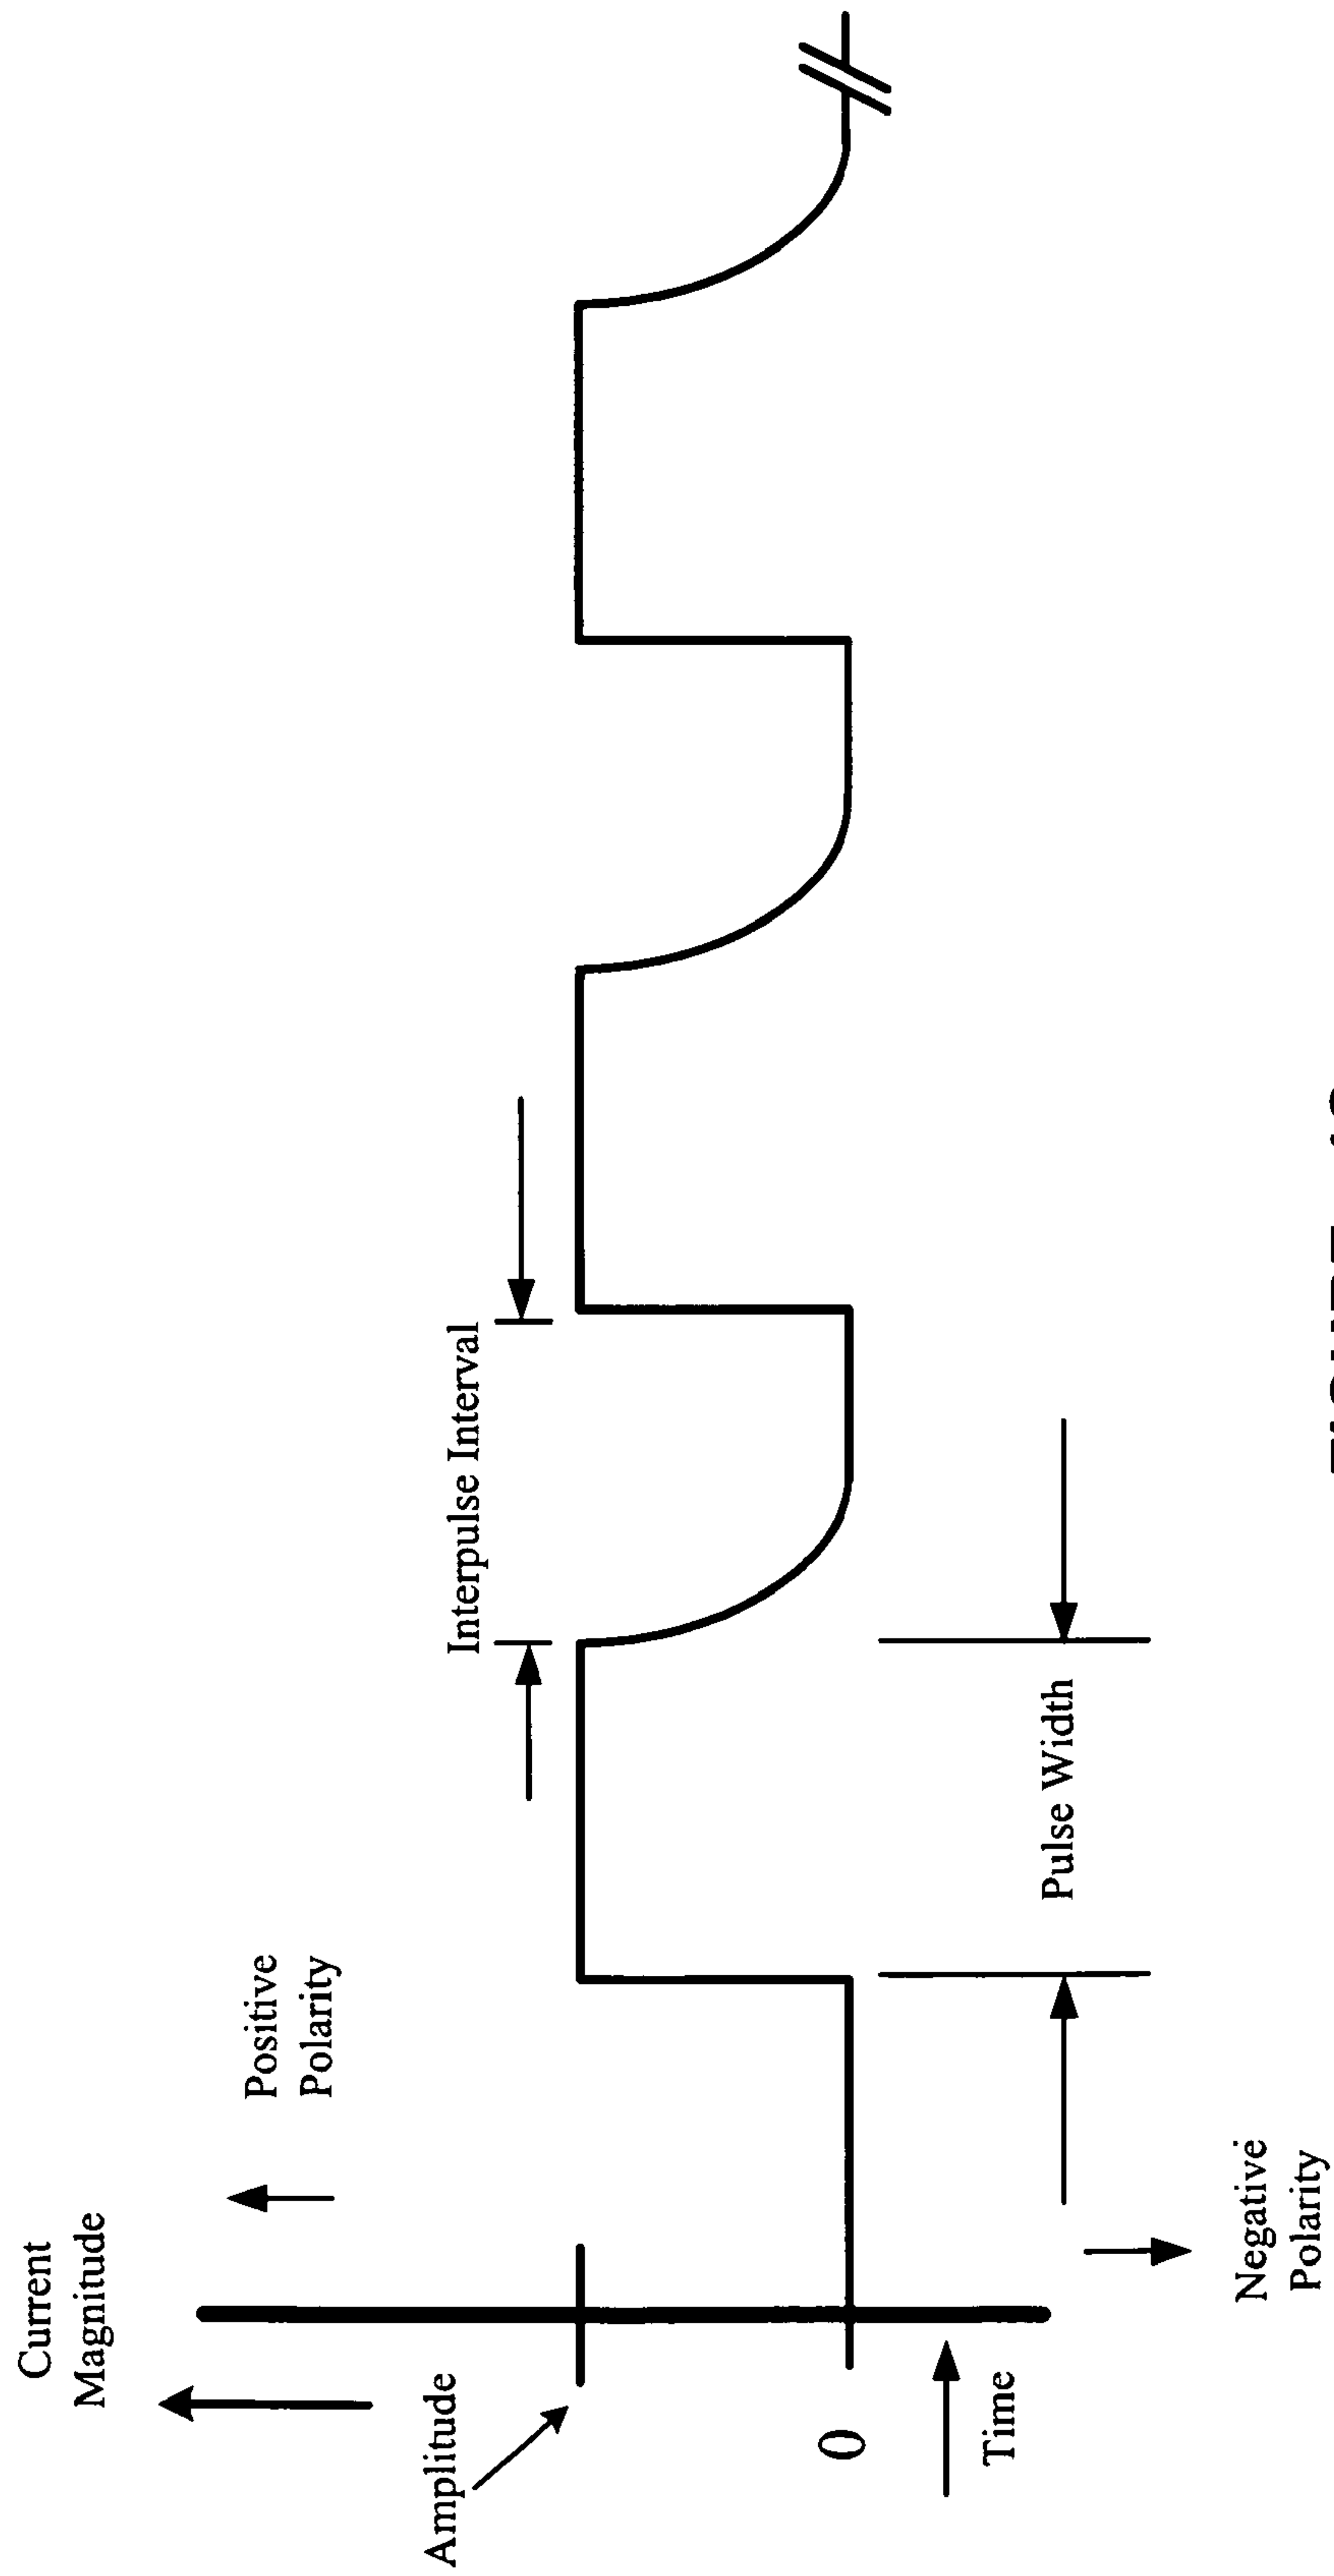 Current
Magnitude
Positive
Polarity
Amplitude
Interpulse Interval
0
Time
Pulse Width
Negative
Polarity